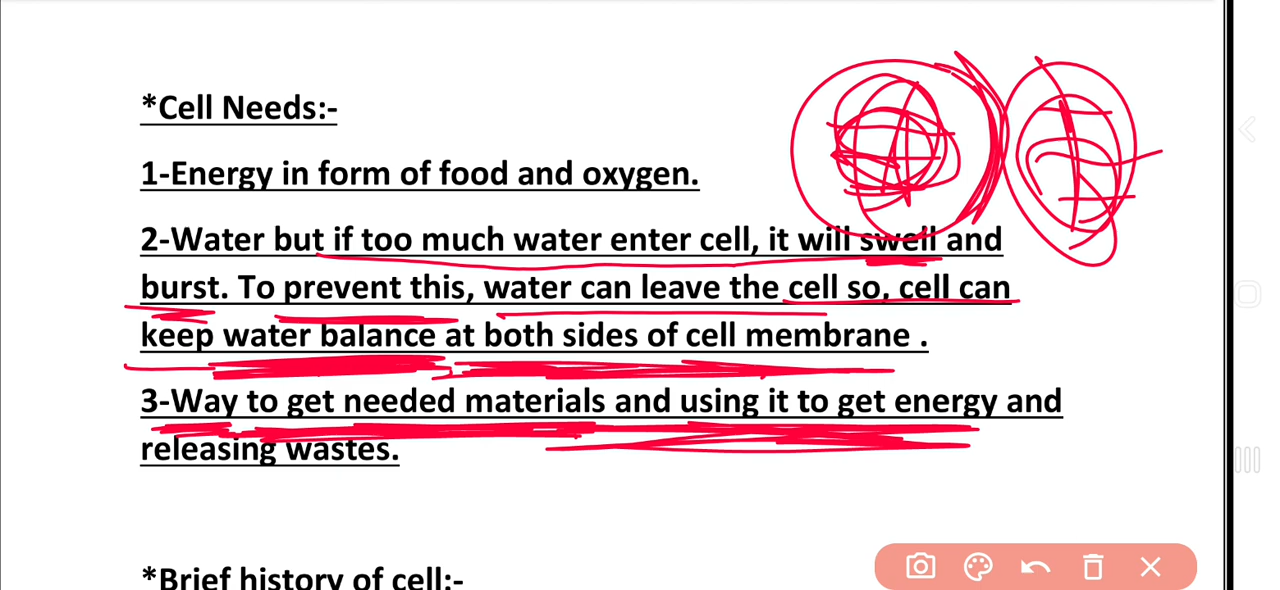 *Cell Needs:-
1-Energy in form of food and oxygen.
2-Water but if too much water enter cell, it will swell and
burst. To prevent this, water can leave the cell so, cell can
keep water balance at both sides of cell membrane .
3-Way to get needed materials and using it to get energy and
releasing wastes.
*Brief history of cell:-